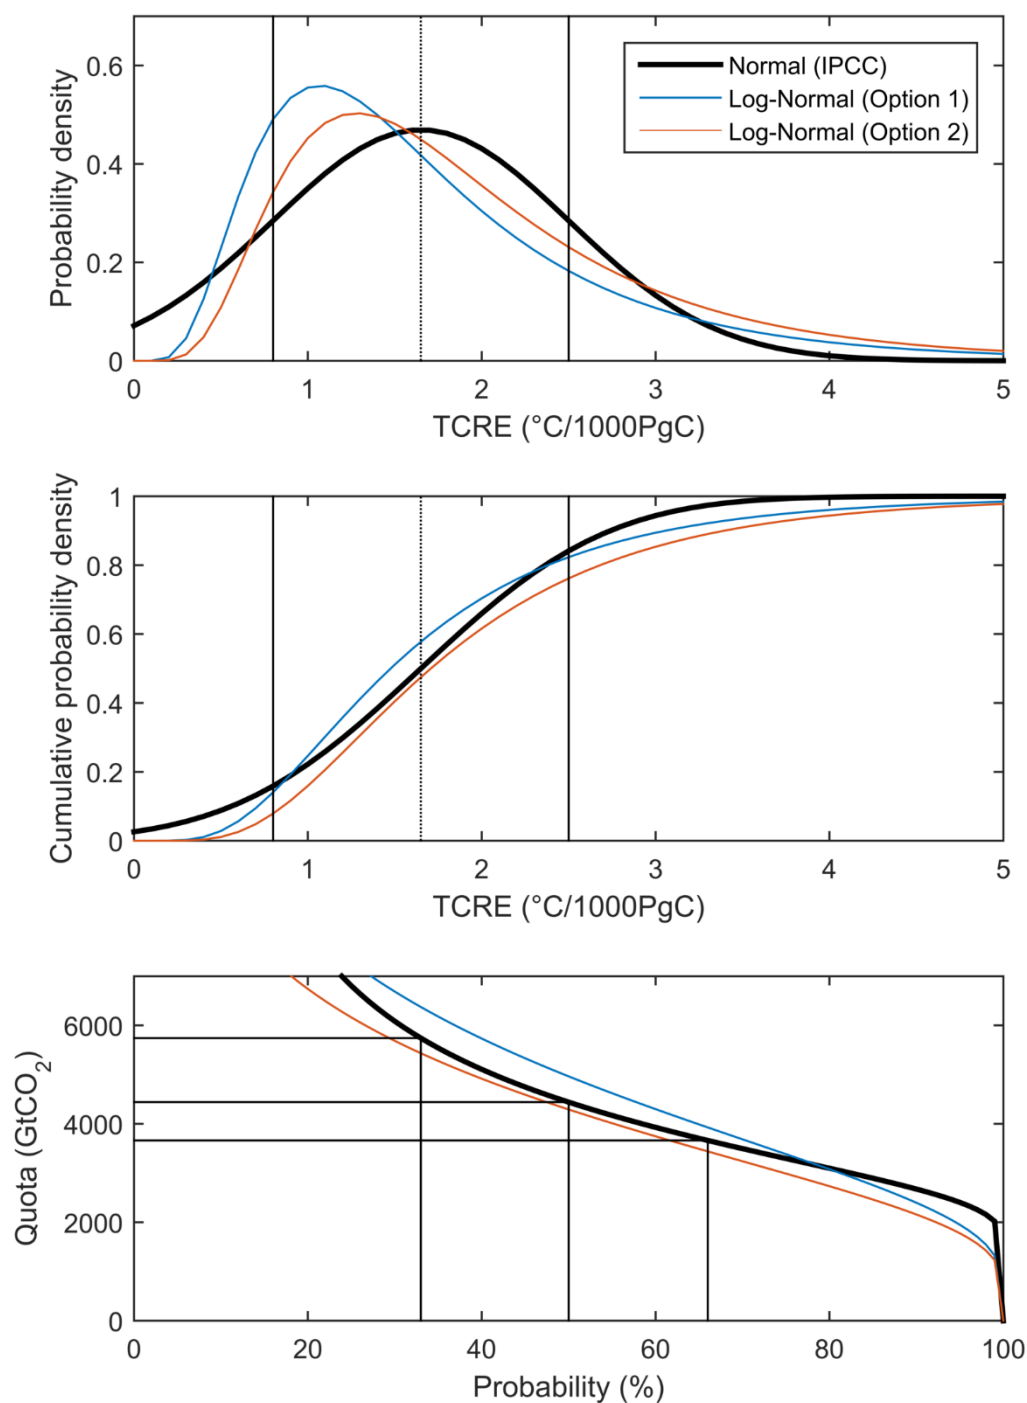 Probability density
0.6
0.4
0.2
0
Normal (IPCC)
Log-Normal (Option 1)
Log-Normal (Option 2)
0 1 2 3 4 5
TCRE (°C/1000PgC)
Cumulative probability density
1
0.8
0.6
0.4
0.2
0
0 1 2 3 4 5
TCRE (°C/1000PgC)
Quota (GtCO₂)
6000
4000
2000
0
0 20 40 60 80 100
Probability (%)